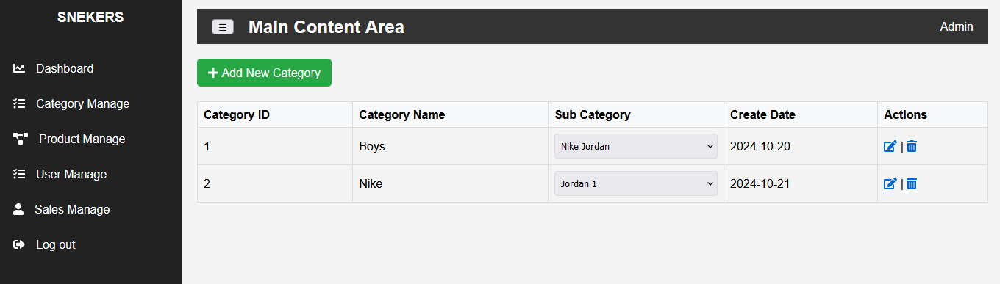 SNEKERS
Dashboard
Category Manage
Product Manage
User Manage
Sales Manage
Log out
☰ Main Content Area Admin
Add New Category
Category ID Category Name Sub Category Create Date Actions
1 Boys Nike Jordan 2024-10-20 |
2 Nike Jordan 1 2024-10-21 |